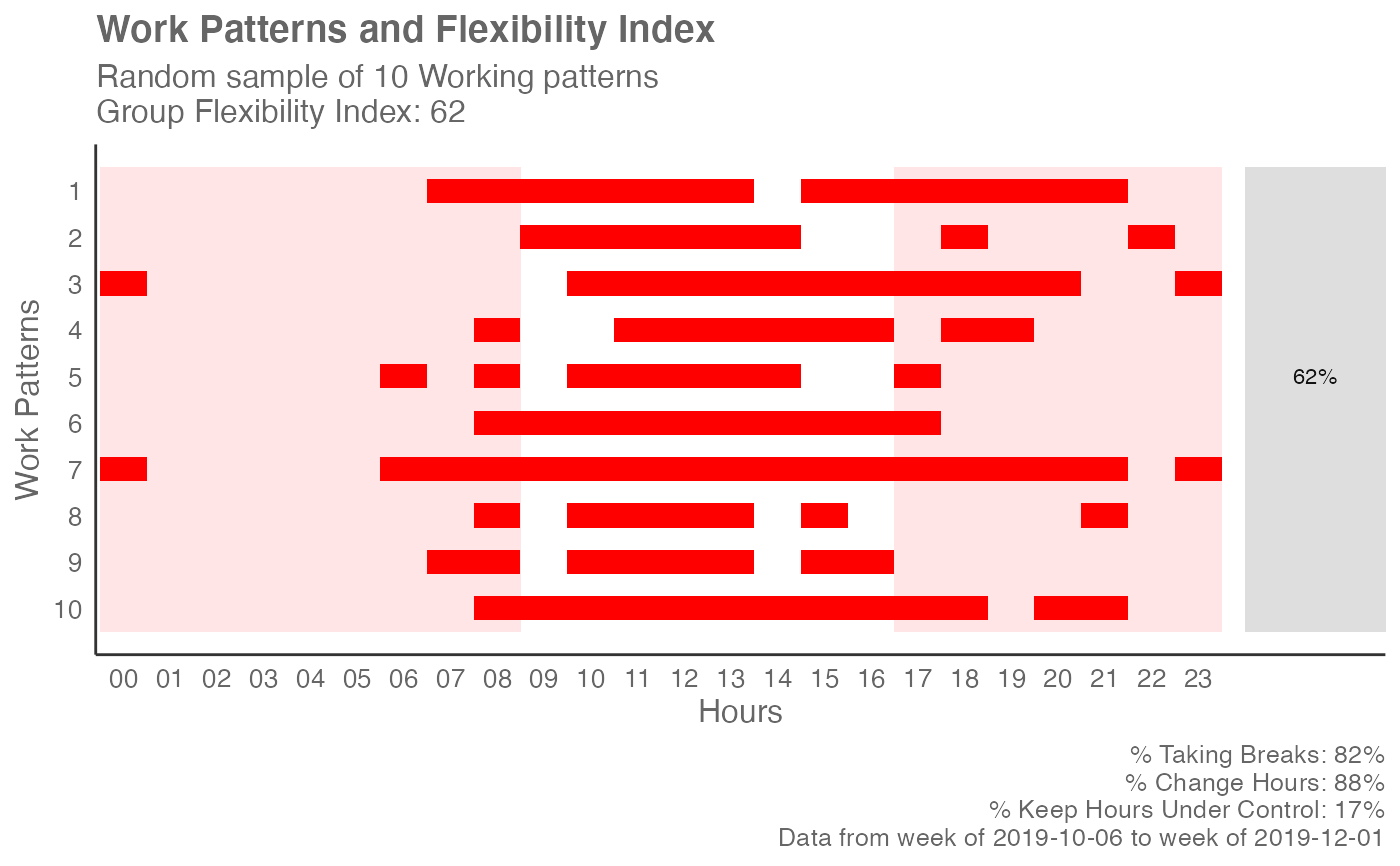 Work Patterns and Flexibility Index
Random sample of 10 Working patterns
Group Flexibility Index: 62
Work Patterns
1
2
3
4
5
6
7
8
9
10
62%
00 01 02 03 04 05 06 07 08 09 10 11 12 13 14 15 16 17 18 19 20 21 22 23
Hours
% Taking Breaks: 82%
% Change Hours: 88%
% Keep Hours Under Control: 17%
Data from week of 2019-10-06 to week of 2019-12-01